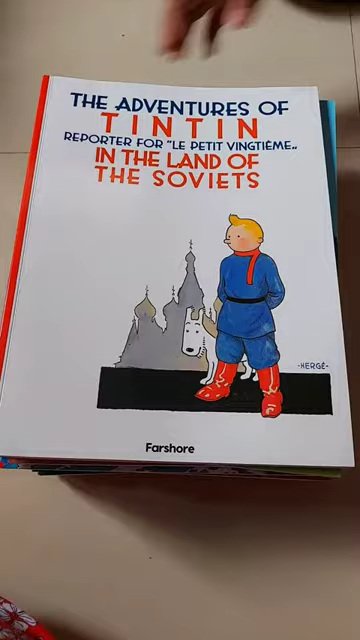 THE ADVENTURES OF
TINTIN
REPORTER FOR "LE PETIT VINGTIÈME„
IN THE LAND OF
THE SOVIETS
-HERGÉ-
Farshore